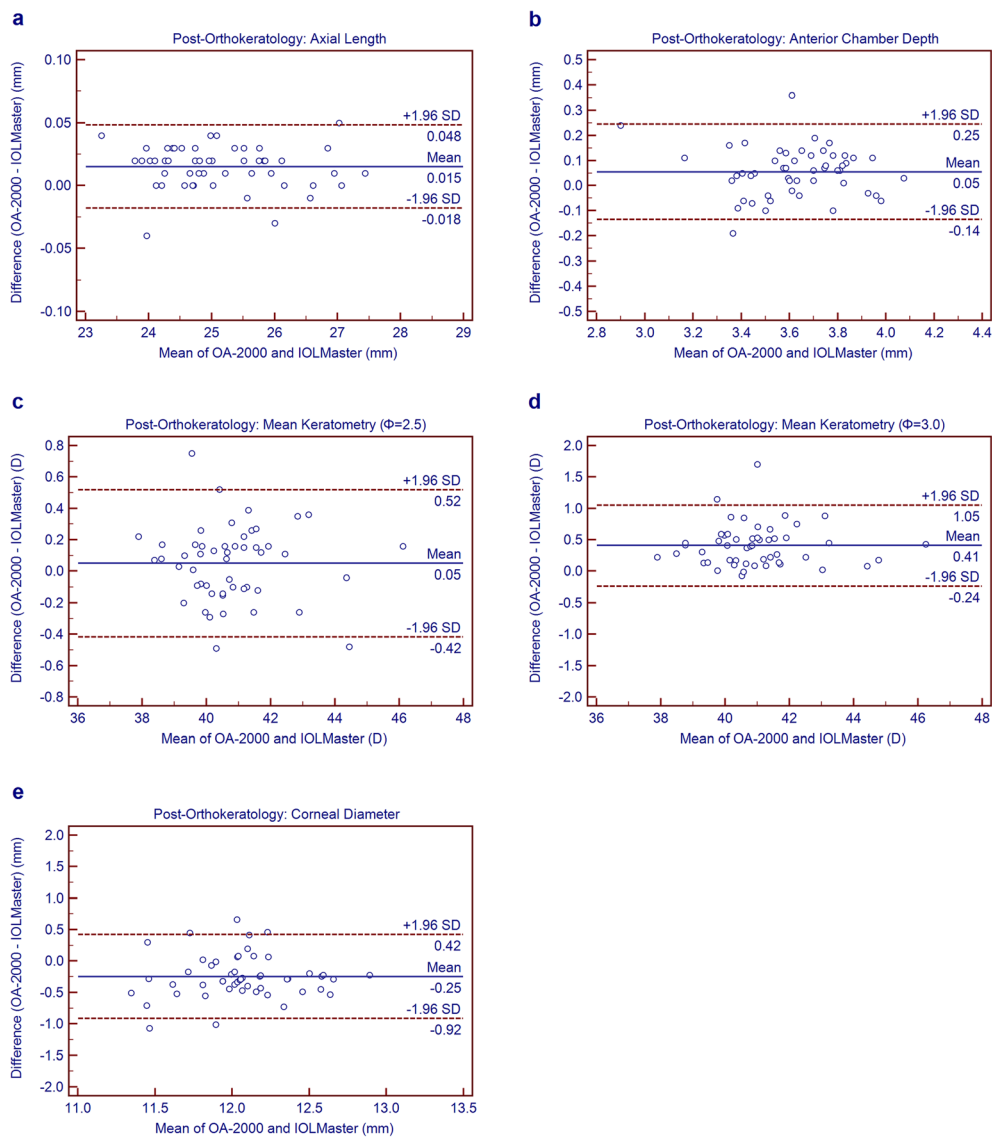 a
Post-Orthokeratology: Axial Length
Difference (OA-2000 - IOLMaster) (mm)
0.10
0.05
0.00
-0.05
-0.10
+1.96 SD
0.048
Mean
0.015
-1.96 SD
-0.018
23 24 25 26 27 28 29
Mean of OA-2000 and IOLMaster (mm)
b
Post-Orthokeratology: Anterior Chamber Depth
Difference (OA-2000 - IOLMaster) (mm)
0.5
0.4
0.3
0.2
0.1
0.0
-0.1
-0.2
-0.3
-0.4
-0.5
+1.96 SD
0.25
Mean
0.05
-1.96 SD
-0.14
2.8 3.0 3.2 3.4 3.6 3.8 4.0 4.2 4.4
Mean of OA-2000 and IOLMaster (mm)
c
Post-Orthokeratology: Mean Keratometry (Φ=2.5)
Difference (OA-2000 - IOLMaster) (D)
0.8
0.6
0.4
0.2
0.0
-0.2
-0.4
-0.6
-0.8
+1.96 SD
0.52
Mean
0.05
-1.96 SD
-0.42
36 38 40 42 44 46 48
Mean of OA-2000 and IOLMaster (D)
d
Post-Orthokeratology: Mean Keratometry (Φ=3.0)
Difference (OA-2000 - IOLMaster) (D)
2.0
1.5
1.0
0.5
0.0
-0.5
-1.0
-1.5
-2.0
+1.96 SD
1.05
Mean
0.41
-1.96 SD
-0.24
36 38 40 42 44 46 48
Mean of OA-2000 and IOLMaster (D)
e
Post-Orthokeratology: Corneal Diameter
Difference (OA-2000 - IOLMaster) (mm)
2.0
1.5
1.0
0.5
0.0
-0.5
-1.0
-1.5
-2.0
+1.96 SD
0.42
Mean
-0.25
-1.96 SD
-0.92
11.0 11.5 12.0 12.5 13.0 13.5
Mean of OA-2000 and IOLMaster (mm)